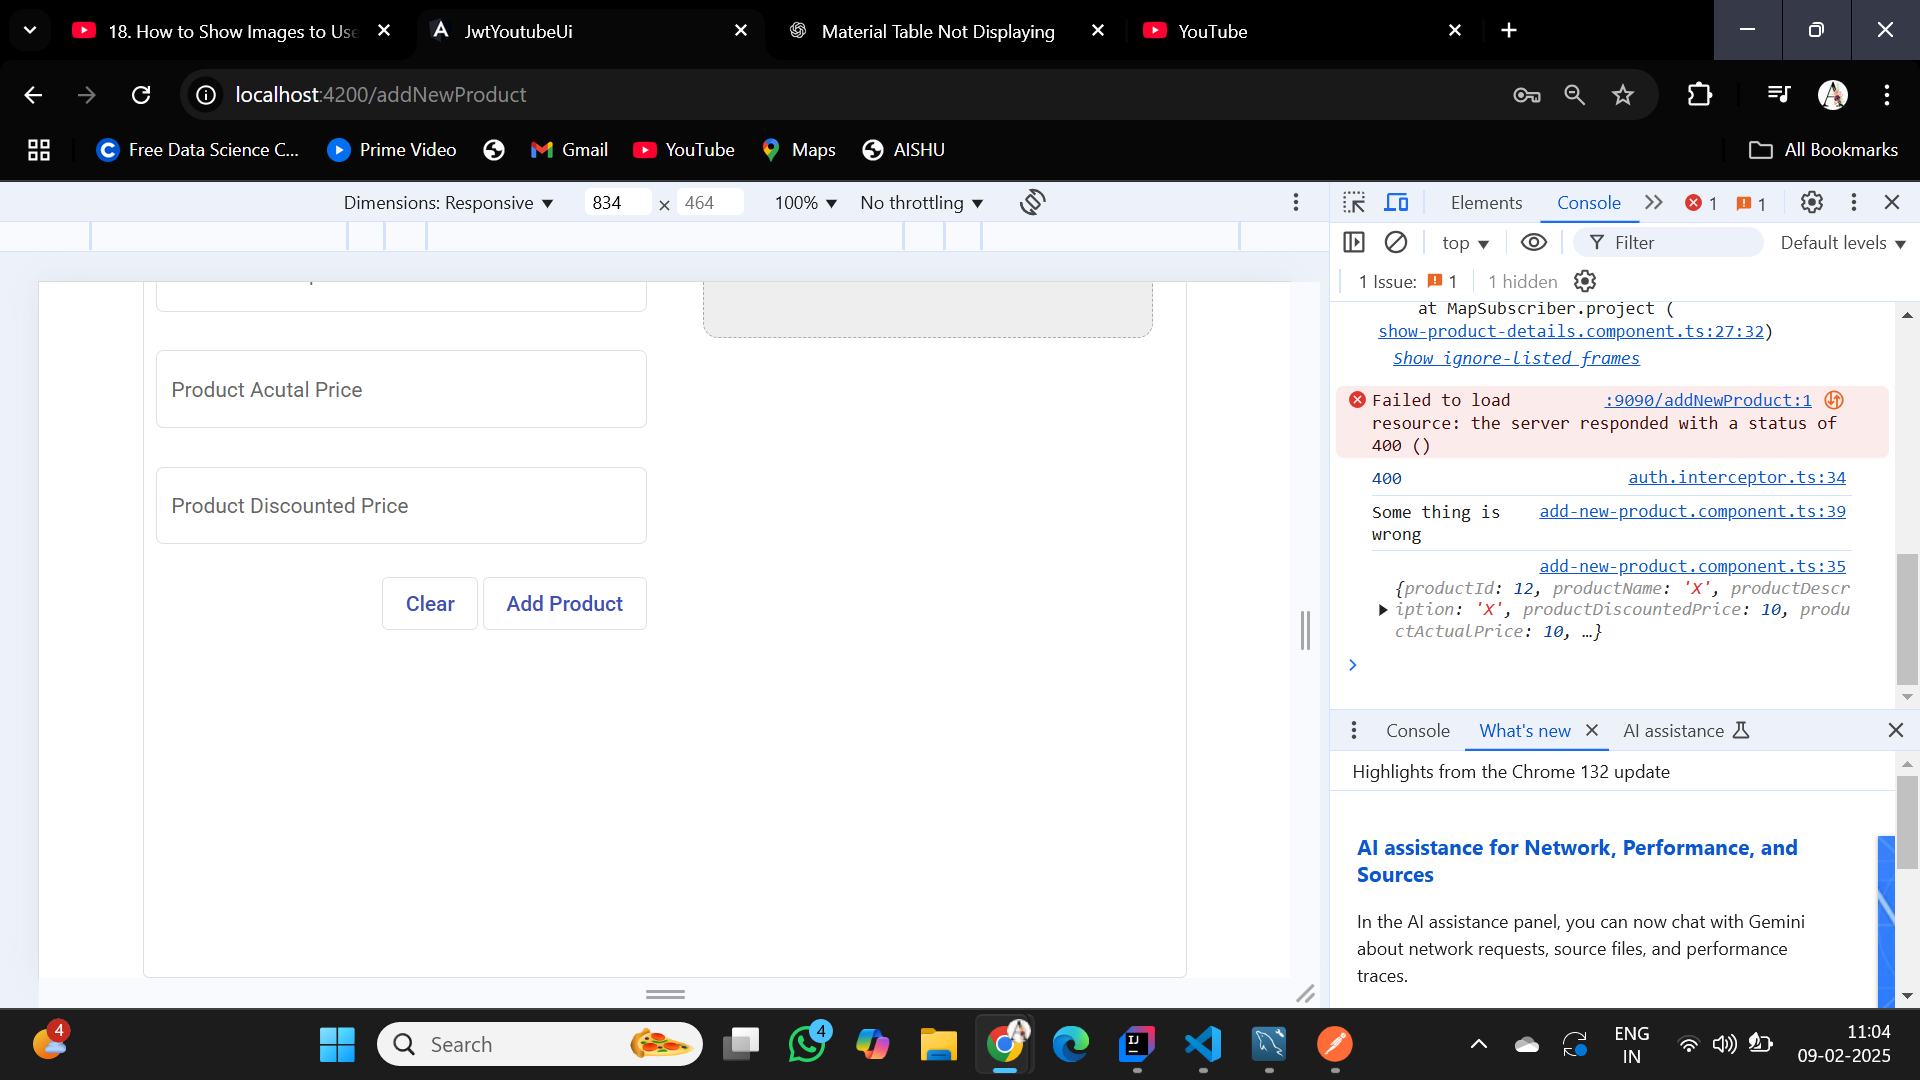 18. How to Show Images to Use
JwtYoutubeUi
Material Table Not Displaying
YouTube
localhost:4200/addNewProduct
Free Data Science C...
Prime Video
Gmail
YouTube
Maps
AISHU
All Bookmarks
Dimensions: Responsive
834 × 464
100%
No throttling
Elements
Console
1
1
top
Filter
Default levels
1 Issue: 1
1 hidden
at MapSubscriber.project (
show-product-details.component.ts:27:32)
Show ignore-listed frames
Failed to load :9090/addNewProduct:1
resource: the server responded with a status of
400 ()
400 auth.interceptor.ts:34
Some thing is add-new-product.component.ts:39
wrong
add-new-product.component.ts:35
{productId: 12, productName: 'X', productDescr
iption: 'X', productDiscountedPrice: 10, produ
ctActualPrice: 10, …}
Product Acutal Price
Product Discounted Price
Clear
Add Product
Console
What's new
AI assistance
Highlights from the Chrome 132 update
AI assistance for Network, Performance, and
Sources
In the AI assistance panel, you can now chat with Gemini
about network requests, source files, and performance
traces.
4
Search
4
ENG
IN
11:04
09-02-2025